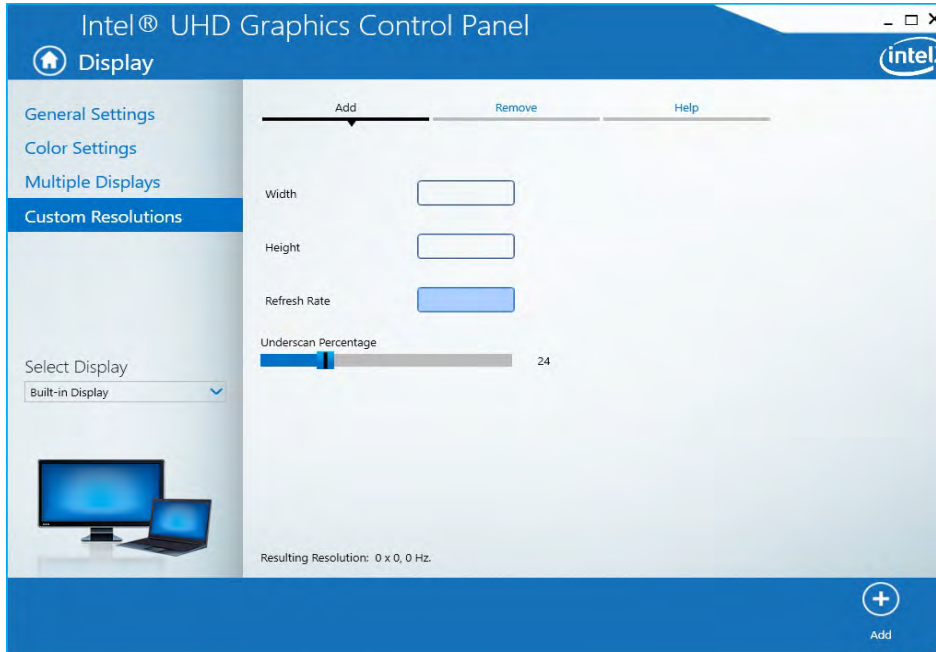 Intel® UHD Graphics Control Panel
Display
intel
General Settings
Color Settings
Multiple Displays
Custom Resolutions
Select Display
Built-in Display
Add
Remove
Help
Width
Height
Refresh Rate
Underscan Percentage
24
Resulting Resolution: 0 x 0, 0 Hz.
Add